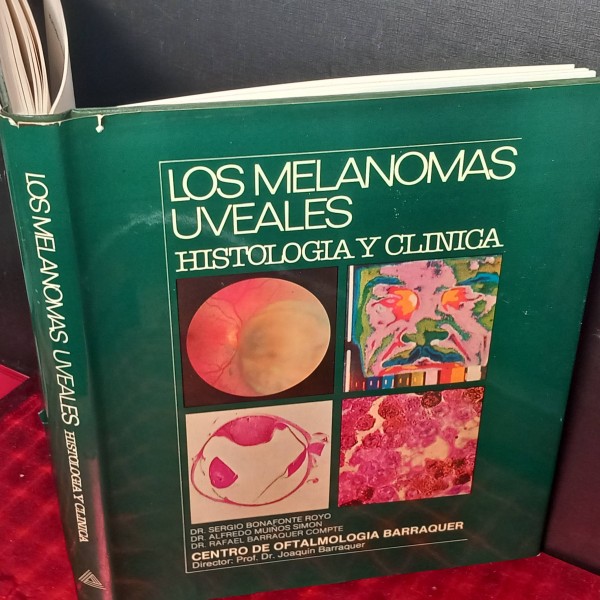 LOS MELANOMAS
UVEALES
HISTOLOGIA Y CLINICA
DR. SERGIO BONAFONTE ROYO
DR. ALFREDO MUIÑOS SIMON
DR. RAFAEL BARRAQUER COMPTE
CENTRO DE OFTALMOLOGIA BARRAQUER
Director: Prof. Dr. Joaquin Barraquer
LOS MELANOMAS UVEALES HISTOLOGIA Y CLINICA